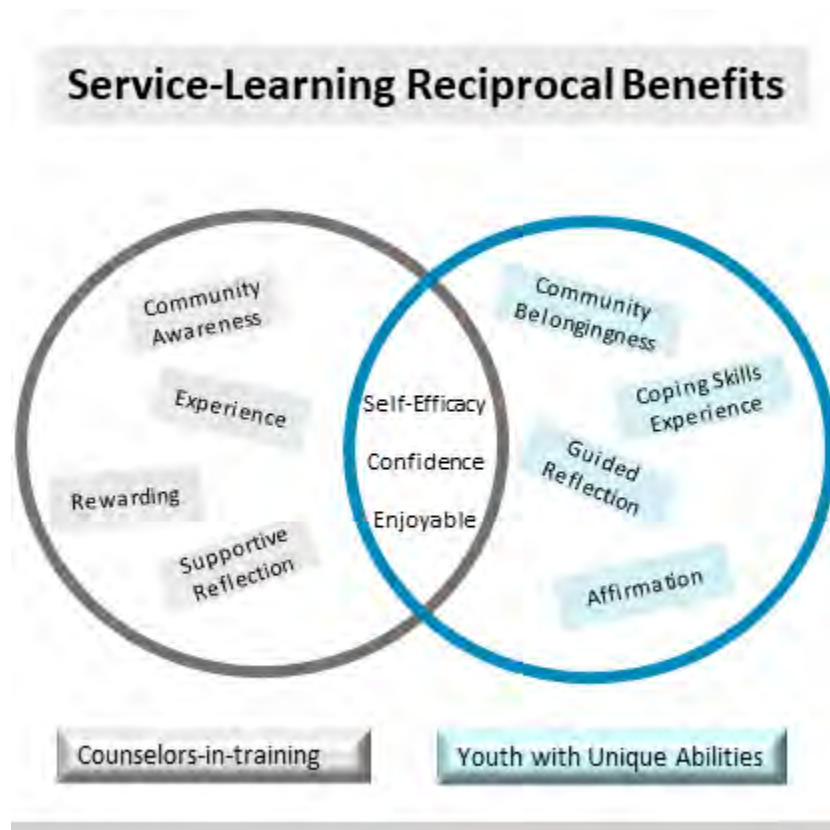 Service-Learning Reciprocal Benefits
Community
Awareness
Experience
Rewarding
Supportive
Reflection
Self-Efficacy
Confidence
Enjoyable
Community
Belongingness
Coping Skills
Experience
Guided
Reflection
Affirmation
Counselors-in-training
Youth with Unique Abilities